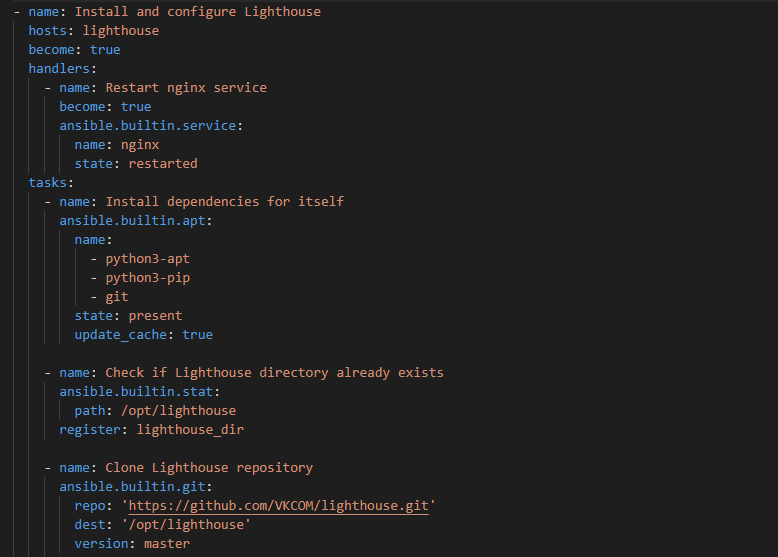 - name: Install and configure Lighthouse
  hosts: lighthouse
  become: true
  handlers:
    - name: Restart nginx service
      become: true
      ansible.builtin.service:
        name: nginx
        state: restarted
  tasks:
    - name: Install dependencies for itself
      ansible.builtin.apt:
        name:
          - python3-apt
          - python3-pip
          - git
        state: present
        update_cache: true

    - name: Check if Lighthouse directory already exists
      ansible.builtin.stat:
        path: /opt/lighthouse
      register: lighthouse_dir

    - name: Clone Lighthouse repository
      ansible.builtin.git:
        repo: 'https://github.com/VKCOM/lighthouse.git'
        dest: '/opt/lighthouse'
        version: master